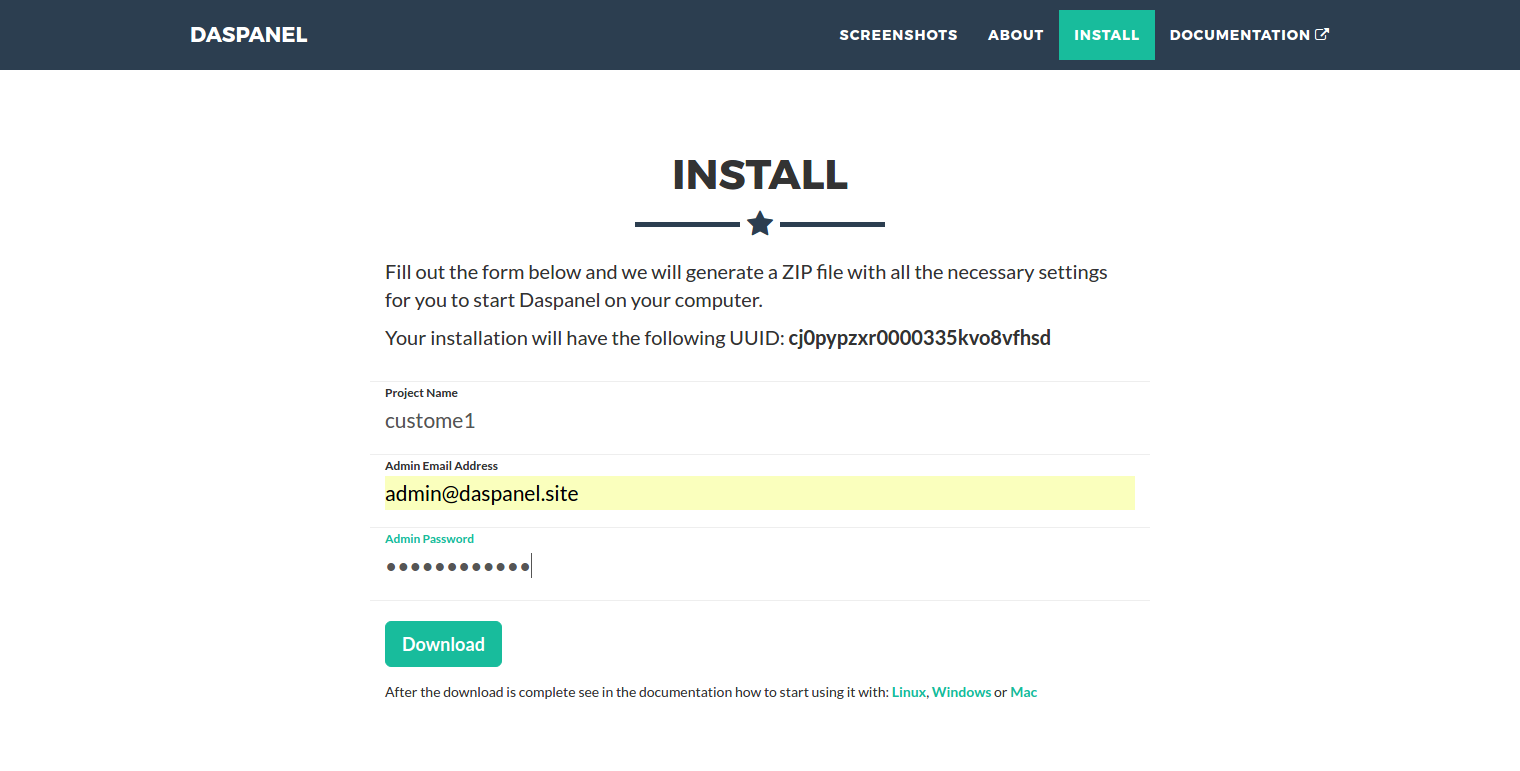 DASPANEL
SCREENSHOTS ABOUT INSTALL DOCUMENTATION
INSTALL
Fill out the form below and we will generate a ZIP file with all the necessary settings
for you to start Daspanel on your computer.
Your installation will have the following UUID: cj0pypzxr0000335kvo8vfhsd
Project Name
custome1
Admin Email Address
admin@daspanel.site
Admin Password
••••••••••••
Download
After the download is complete see in the documentation how to start using it with: Linux, Windows or Mac